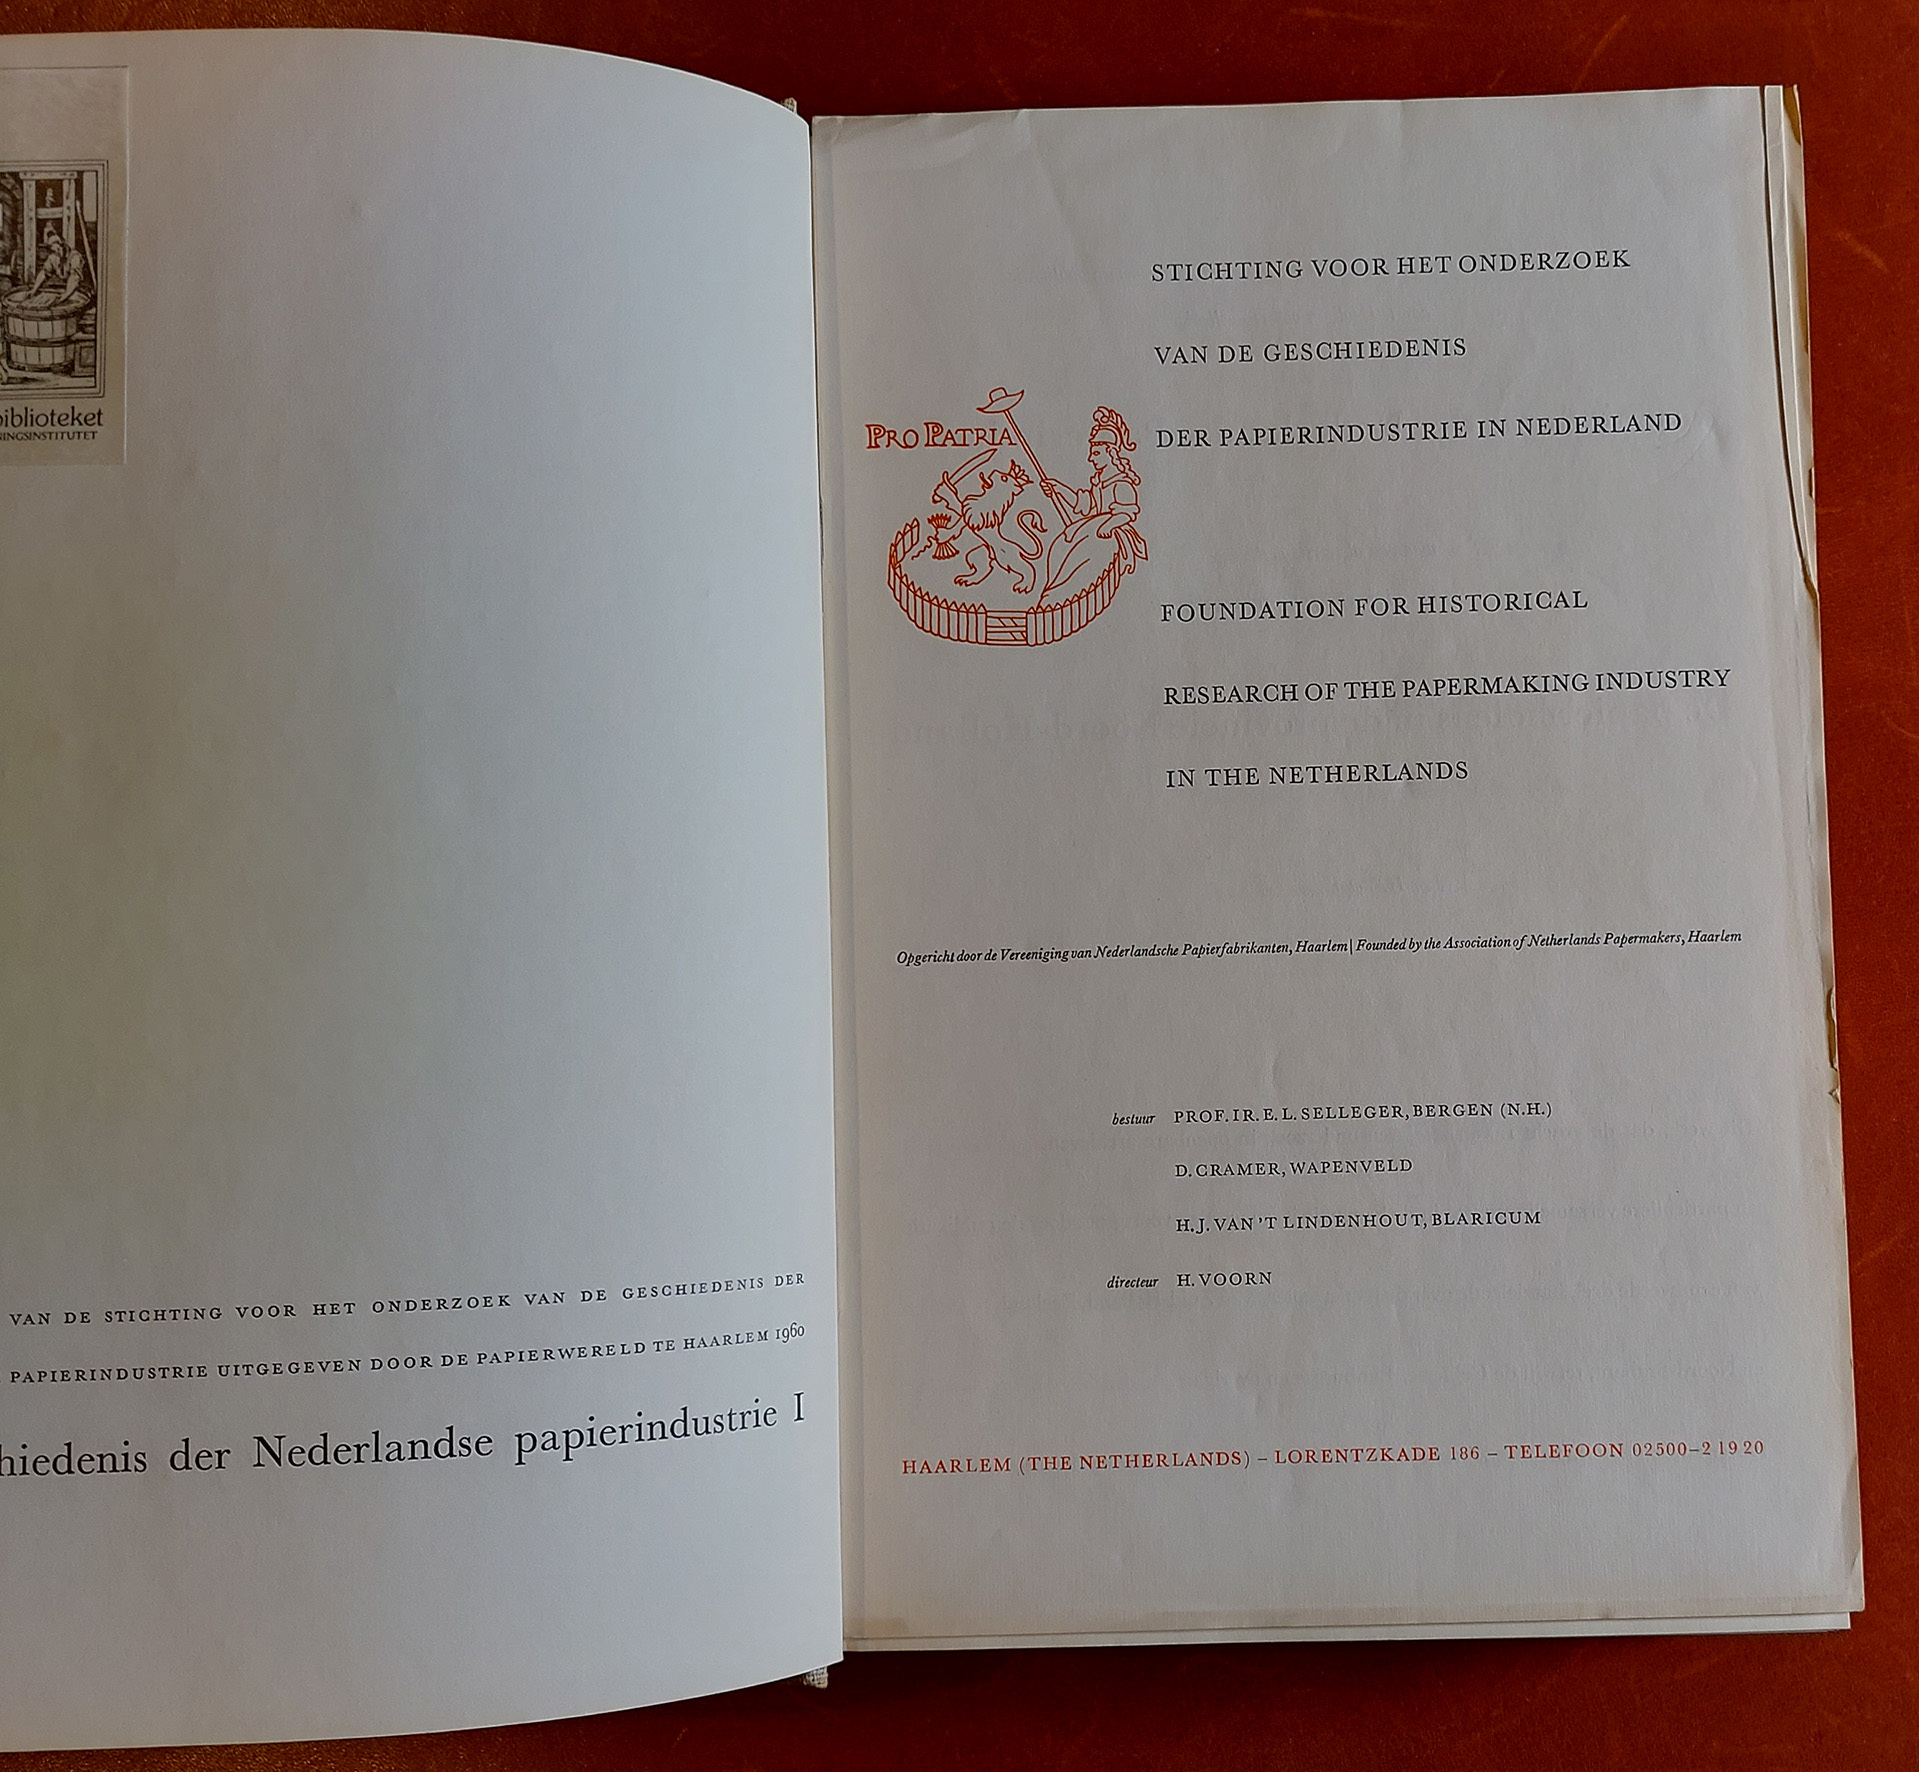 biblioteket
VAN DE STICHTING VOOR HET ONDERZOEK VAN DE GESCHIEDENIS DER
PAPIERINDUSTRIE UITGEGEVEN DOOR DE PAPIERWERELD TE HAARLEM 1960
hiedenis der Nederlandse papierindustrie I
STICHTING VOOR HET ONDERZOEK
VAN DE GESCHIEDENIS
PRO PATRIA
DER PAPIERINDUSTRIE IN NEDERLAND
FOUNDATION FOR HISTORICAL
RESEARCH OF THE PAPERMAKING INDUSTRY
IN THE NETHERLANDS
Opgericht door de Vereeniging van Nederlandsche Papierfabrikanten, Haarlem | Founded by the Association of Netherlands Papermakers, Haarlem
bestuur PROF. IR. E. L. SELLEGER, BERGEN (N.H.)
D. CRAMER, WAPENVELD
H. J. VAN 'T LINDENHOUT, BLARICUM
directeur H. VOORN
HAARLEM (THE NETHERLANDS) – LORENTZKADE 186 – TELEFOON 02500–2 19 20